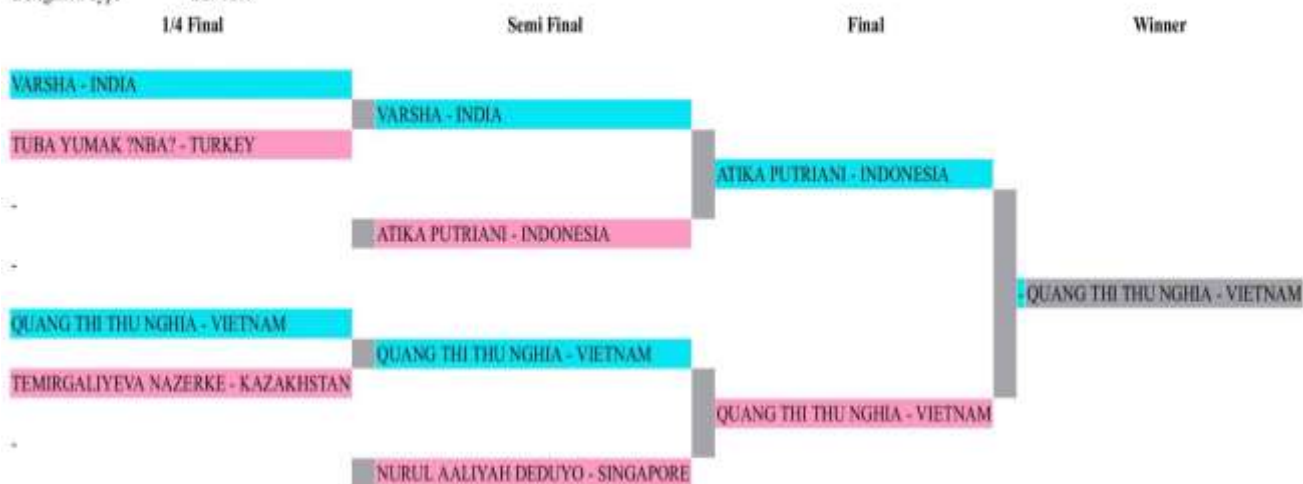 1/4 Final Semi Final Final Winner
VARSHA - INDIA
VARSHA - INDIA
TUBA YUMAK ?NBA? - TURKEY
ATIKA PUTRIANI - INDONESIA
-
ATIKA PUTRIANI - INDONESIA
-
- QUANG THI THU NGHIA - VIETNAM
QUANG THI THU NGHIA - VIETNAM
QUANG THI THU NGHIA - VIETNAM
TEMIRGALIYEVA NAZERKE - KAZAKHSTAN
QUANG THI THU NGHIA - VIETNAM
-
NURUL AALIYAH DEDUYO - SINGAPORE